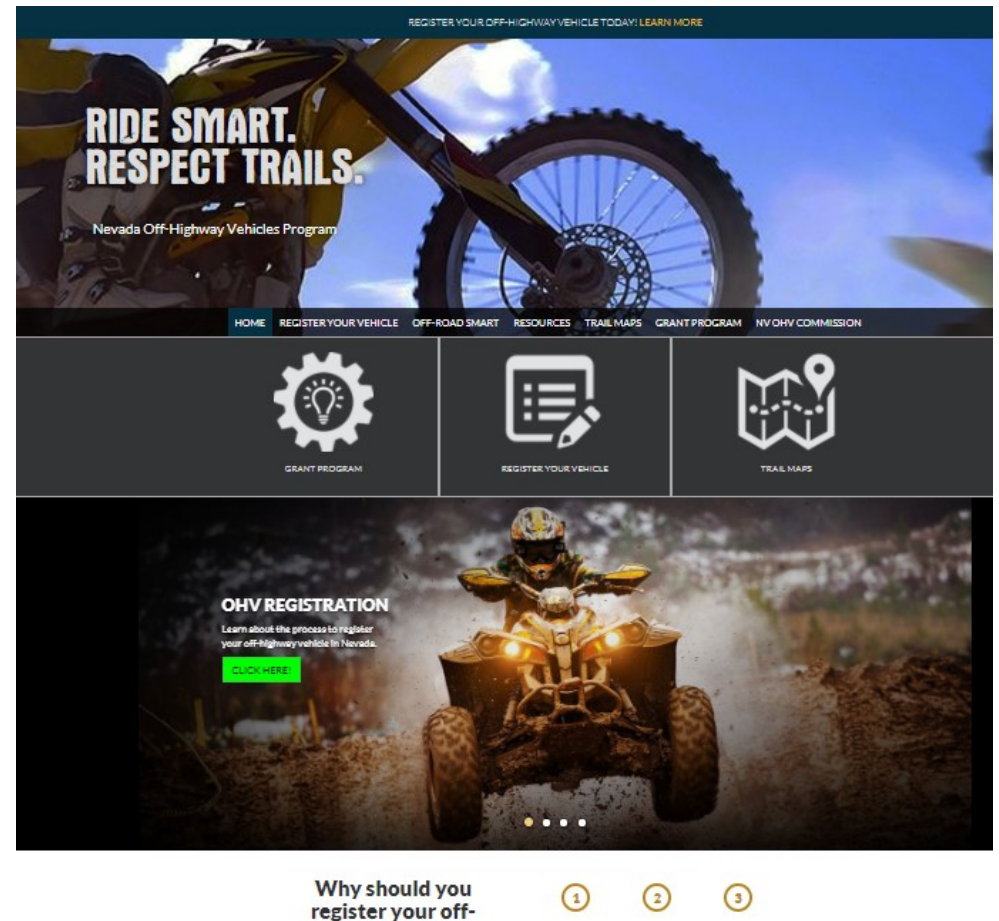 REGISTER YOUR OFF-HIGHWAY VEHICLE TODAY! LEARN MORE
RIDE SMART.
RESPECT TRAILS.
Nevada Off-Highway Vehicles Program
HOME REGISTER YOUR VEHICLE OFF-ROAD SMART RESOURCES TRAIL MAPS GRANT PROGRAM NV OHV COMMISSION
GRANT PROGRAM REGISTER YOUR VEHICLE TRAIL MAPS
OHV REGISTRATION
Learn about the process to register
your off-highway vehicle in Nevada.
CLICK HERE!
Why should you
register your off-
1 2 3